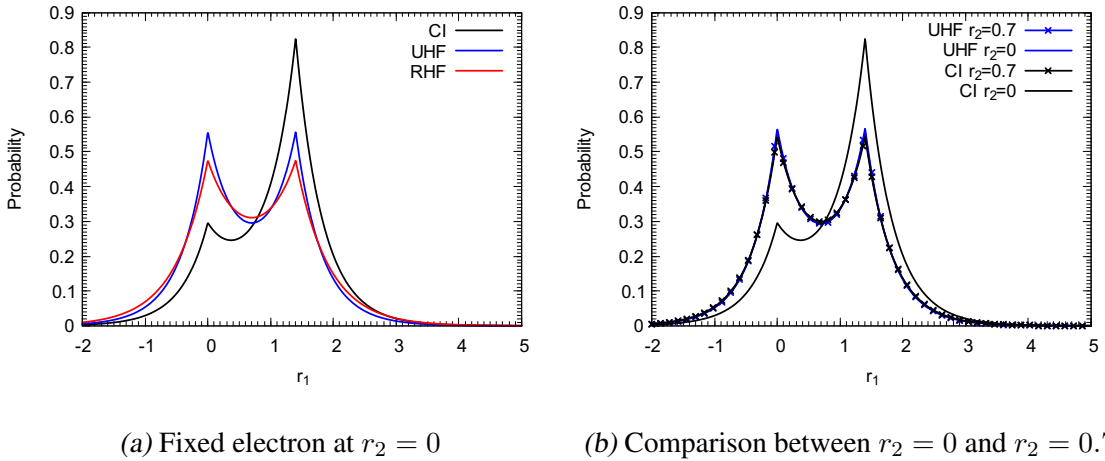 0.9
0.8
0.7
0.6
0.5
0.4
0.3
0.2
0.1
0
-2 -1 0 1 2 3 4 5
Probability
r1
CI
UHF
RHF
(a) Fixed electron at r2 = 0
0.9
0.8
0.7
0.6
0.5
0.4
0.3
0.2
0.1
0
-2 -1 0 1 2 3 4 5
Probability
r1
UHF r2=0.7
UHF r2=0
CI r2=0.7
CI r2=0
(b) Comparison between r2 = 0 and r2 = 0.